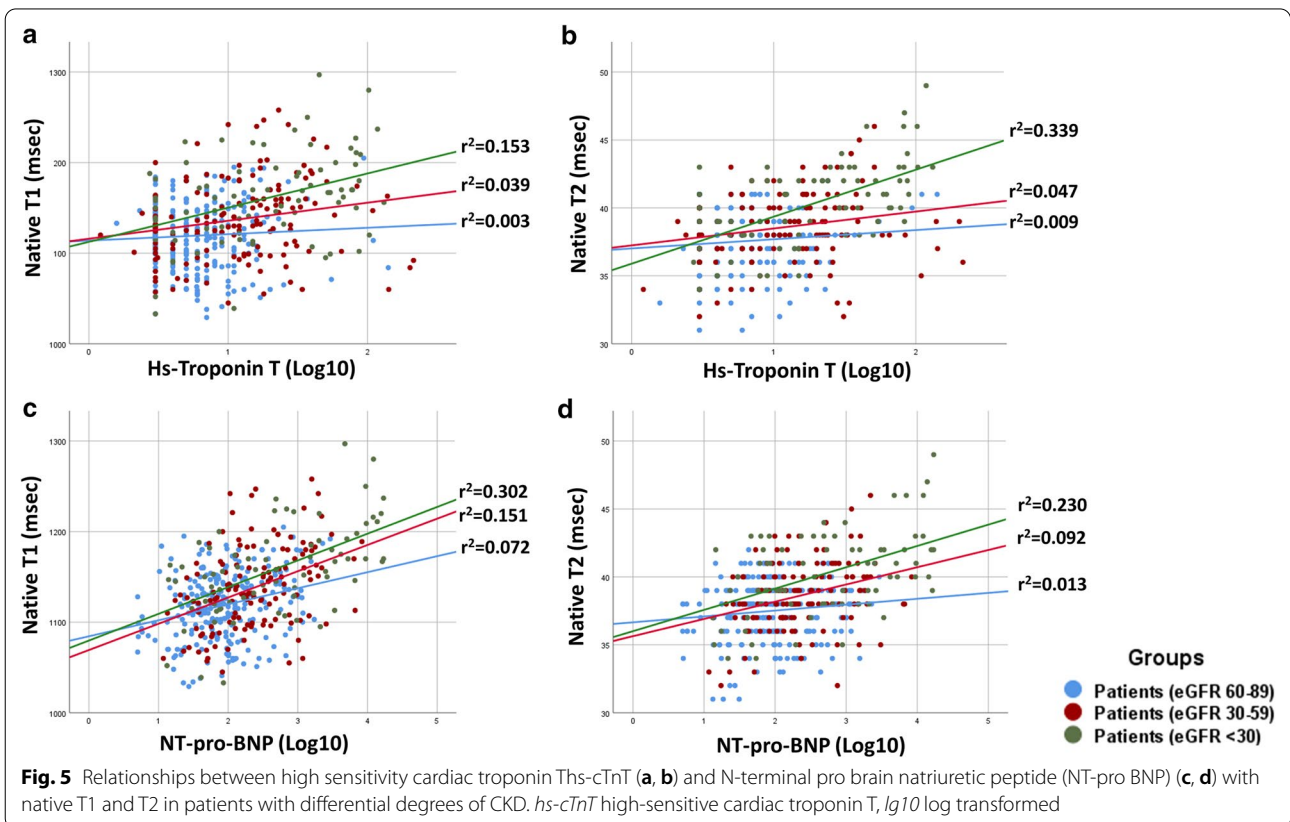 a
Native T1 (msec)
1300
200
100
1000
0 1 2
Hs-Troponin T (Log10)
r²=0.153
r²=0.039
r²=0.003
b
Native T2 (msec)
50
45
40
35
30
0 1 2
Hs-Troponin T (Log10)
r²=0.339
r²=0.047
r²=0.009
c
Native T1 (msec)
1300
1200
1100
1000
0 1 2 3 4 5
NT-pro-BNP (Log10)
r²=0.302
r²=0.151
r²=0.072
d
Native T2 (msec)
50
45
40
35
30
0 1 2 3 4 5
NT-pro-BNP (Log10)
r²=0.230
r²=0.092
r²=0.013
Groups
Patients (eGFR 60-89)
Patients (eGFR 30-59)
Patients (eGFR <30)
Fig. 5 Relationships between high sensitivity cardiac troponin Ths-cTnT (a, b) and N-terminal pro brain natriuretic peptide (NT-pro BNP) (c, d) with
native T1 and T2 in patients with differential degrees of CKD. hs-cTnT high-sensitive cardiac troponin T, lg10 log transformed